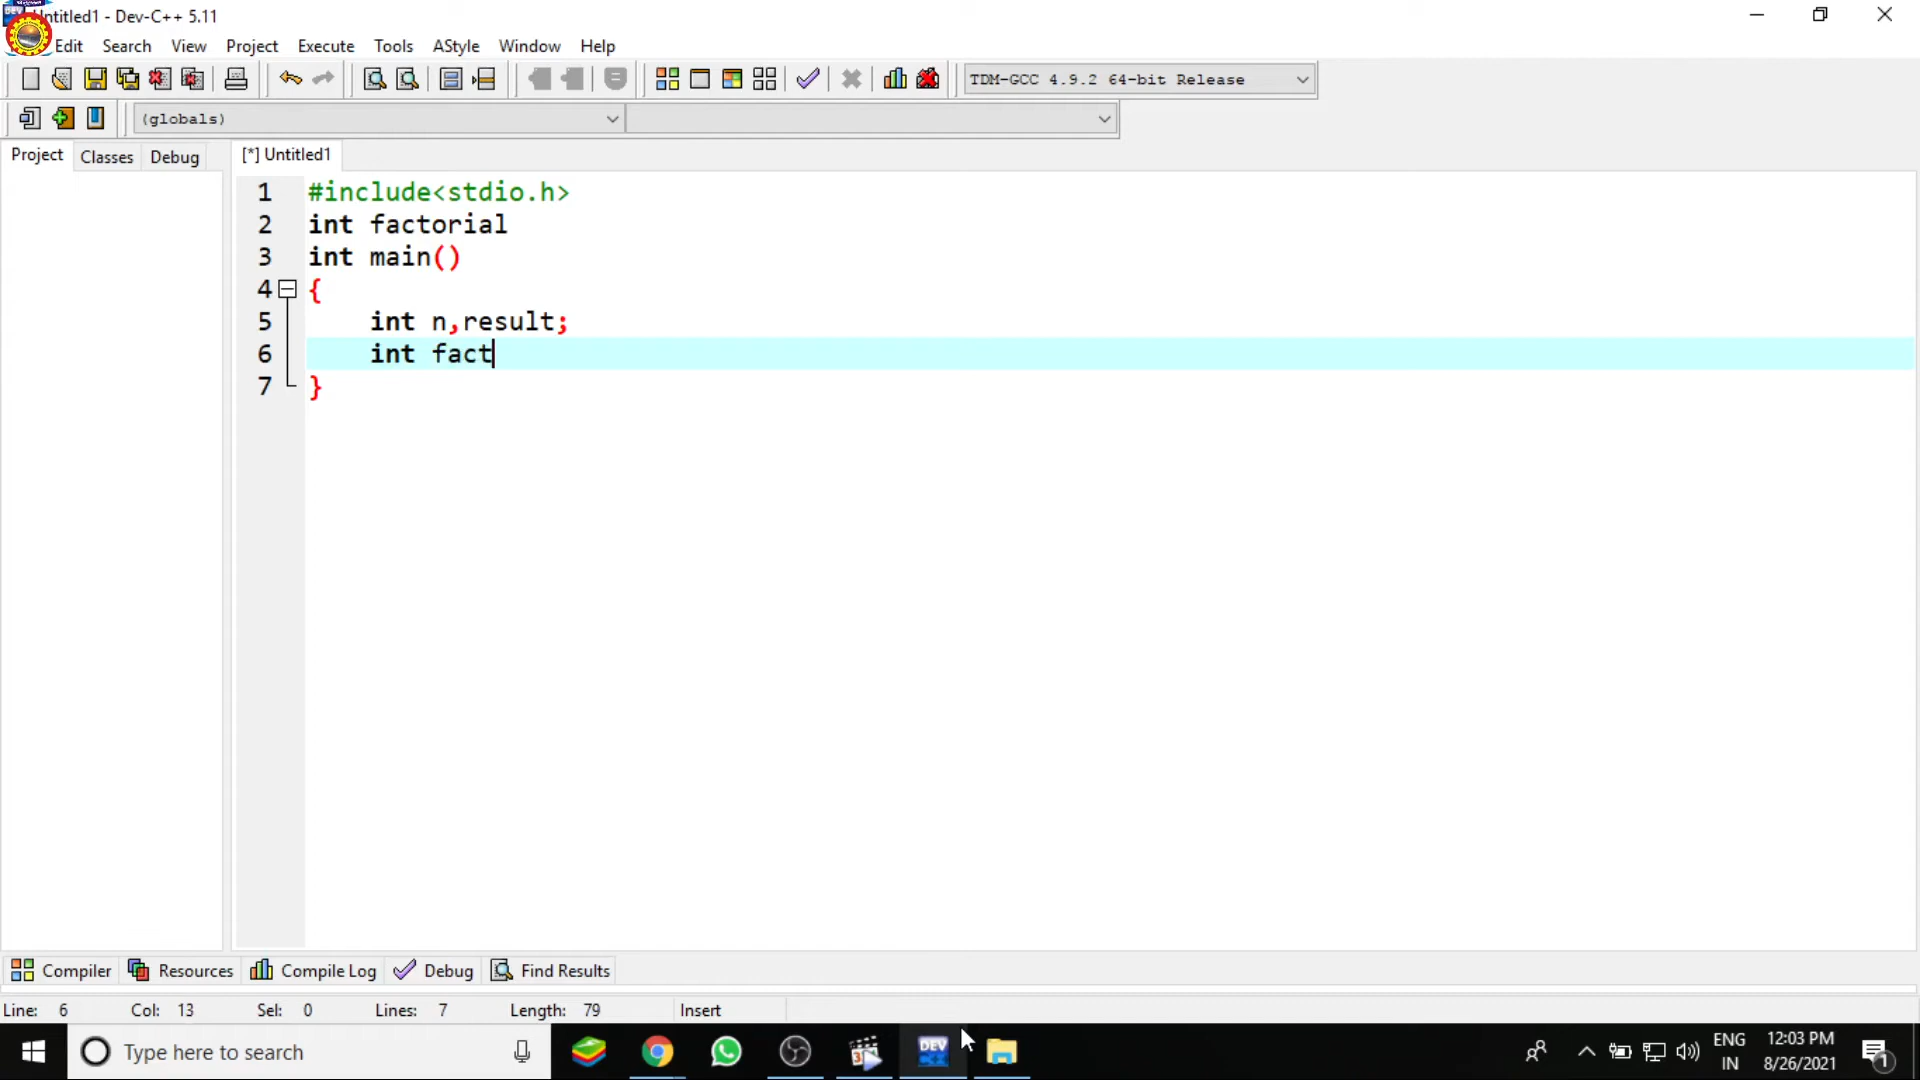 Untitled1 - Dev-C++ 5.11
Edit Search View Project Execute Tools AStyle Window Help
TDM-GCC 4.9.2 64-bit Release
(globals)
Project Classes Debug [*] Untitled1
1 #include<stdio.h>
2 int factorial
3 int main()
4 {
5 int n,result;
6 int fact
7 }
Compiler Resources Compile Log Debug Find Results
Line: 6 Col: 13 Sel: 0 Lines: 7 Length: 79 Insert
Type here to search
DEV
ENG 12:03 PM
IN 8/26/2021
1